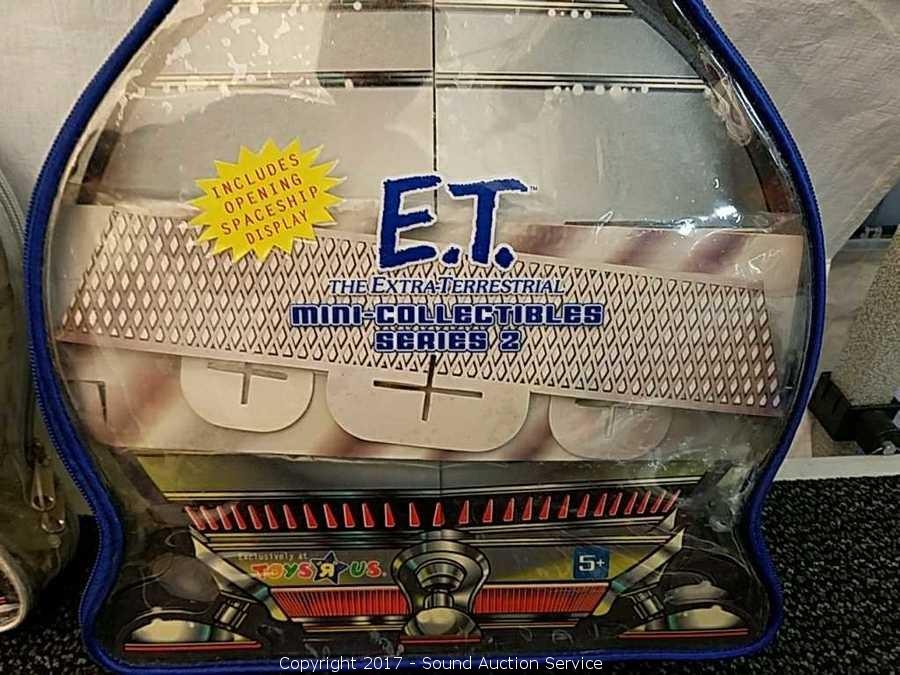 INCLUDES
OPENING
SPACESHIP
DISPLAY
E.T.™
THE EXTRA-TERRESTRIAL
MINI-COLLECTIBLES
SERIES 2
Exclusively at
TOYS R US.
5+
Copyright 2017 - Sound Auction Service